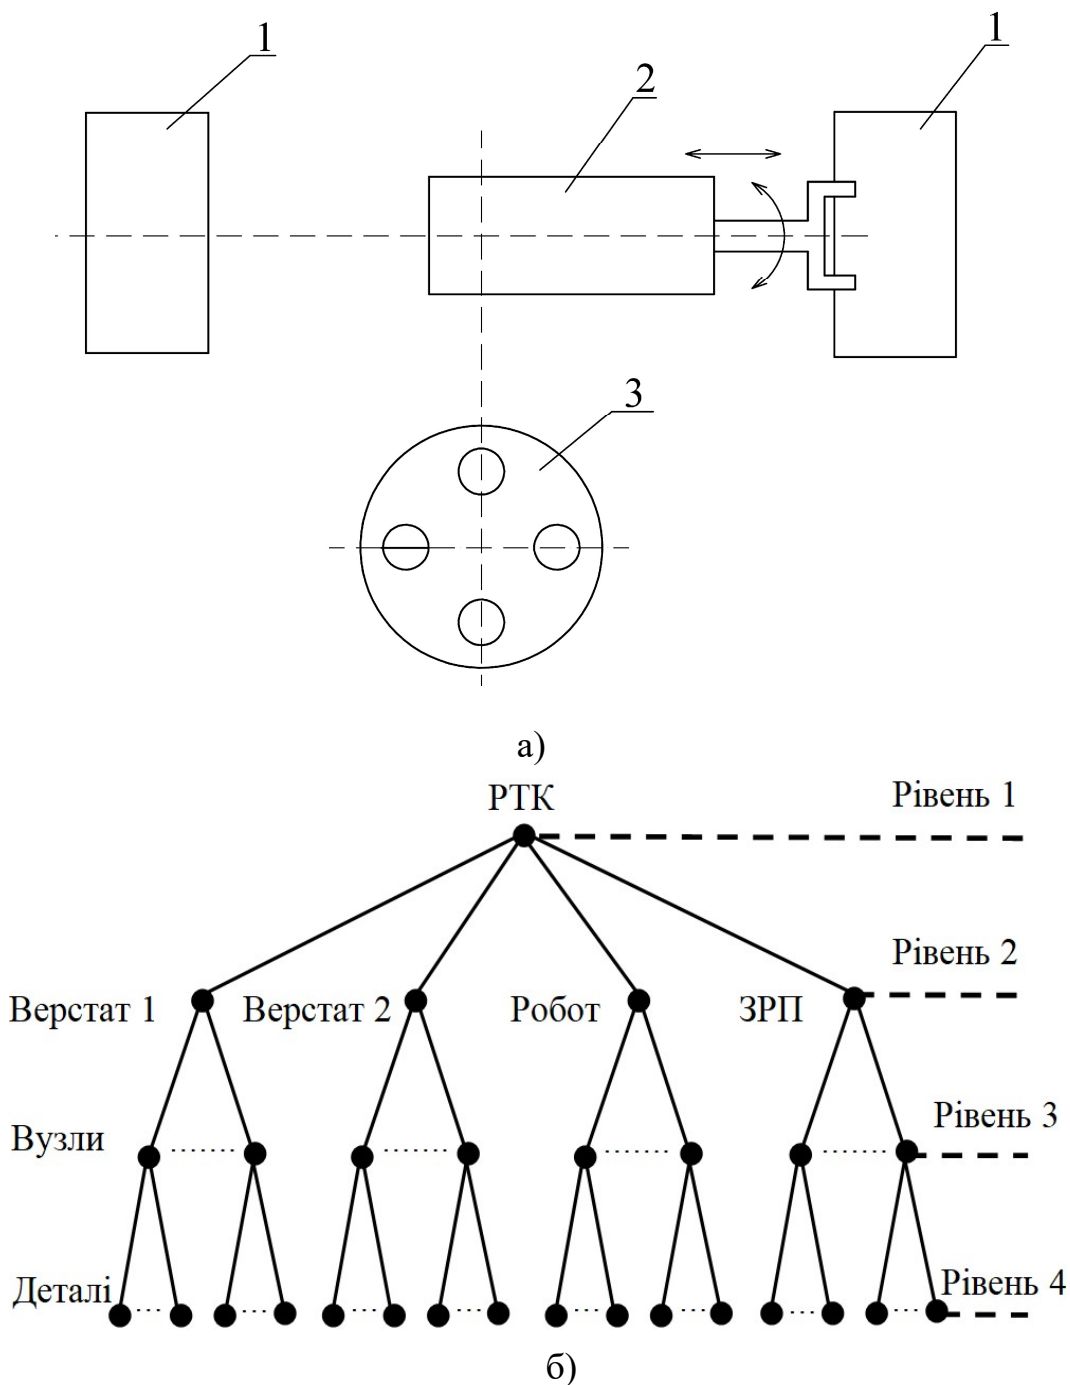 1
1
2
3
а)
РТК
Рівень 1
Рівень 2
Верстат 1 Верстат 2 Робот ЗРП
Рівень 3
Вузли
Рівень 4
Деталі
б)